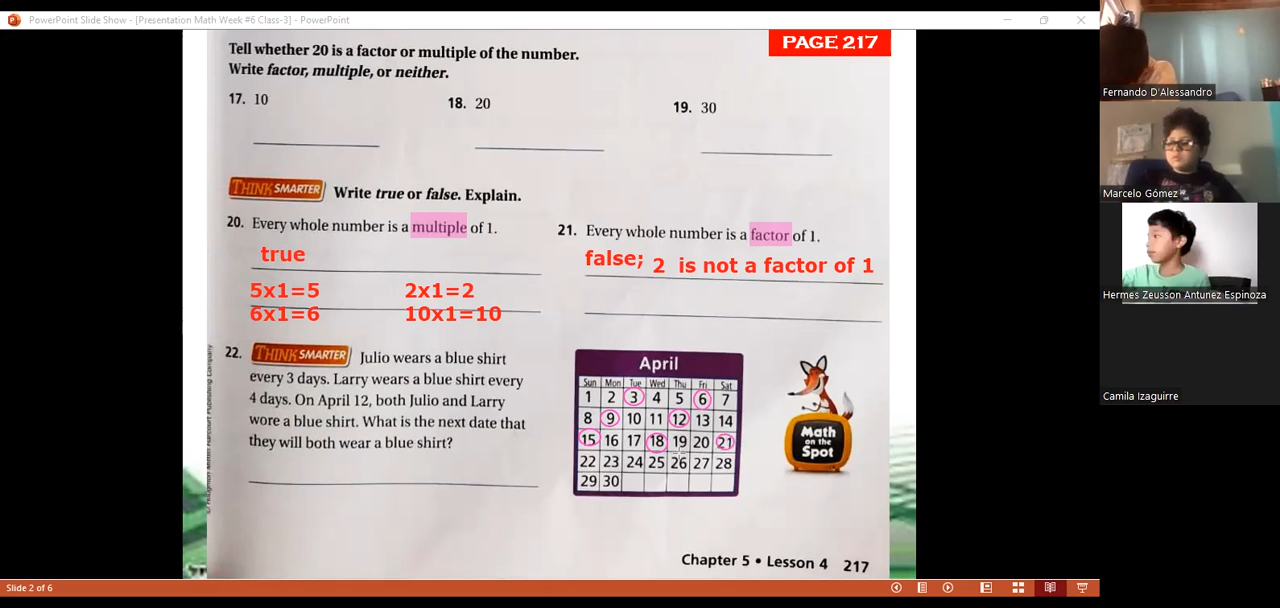 PowerPoint Slide Show - [Presentation Math Week #6 Class-3] - PowerPoint
PAGE 217
Tell whether 20 is a factor or multiple of the number.
Write factor, multiple, or neither.
17. 10
18. 20
19. 30
THINK SMARTER Write true or false. Explain.
20. Every whole number is a multiple of 1.
true
5x1=5 2x1=2
6x1=6 10x1=10
21. Every whole number is a factor of 1.
false; 2 is not a factor of 1
22. THINK SMARTER Julio wears a blue shirt
every 3 days. Larry wears a blue shirt every
4 days. On April 12, both Julio and Larry
wore a blue shirt. What is the next date that
they will both wear a blue shirt?
April
Sun Mon Tue Wed Thu Fri Sat
1 2 3 4 5 6 7
8 9 10 11 12 13 14
15 16 17 18 19 20 21
22 23 24 25 26 27 28
29 30
Math
on the
Spot
Chapter 5 • Lesson 4 217
Slide 2 of 6
Fernando D'Alessandro
Marcelo Gómez
Hermes Zeusson Antunez Espinoza
Camila Izaguirre